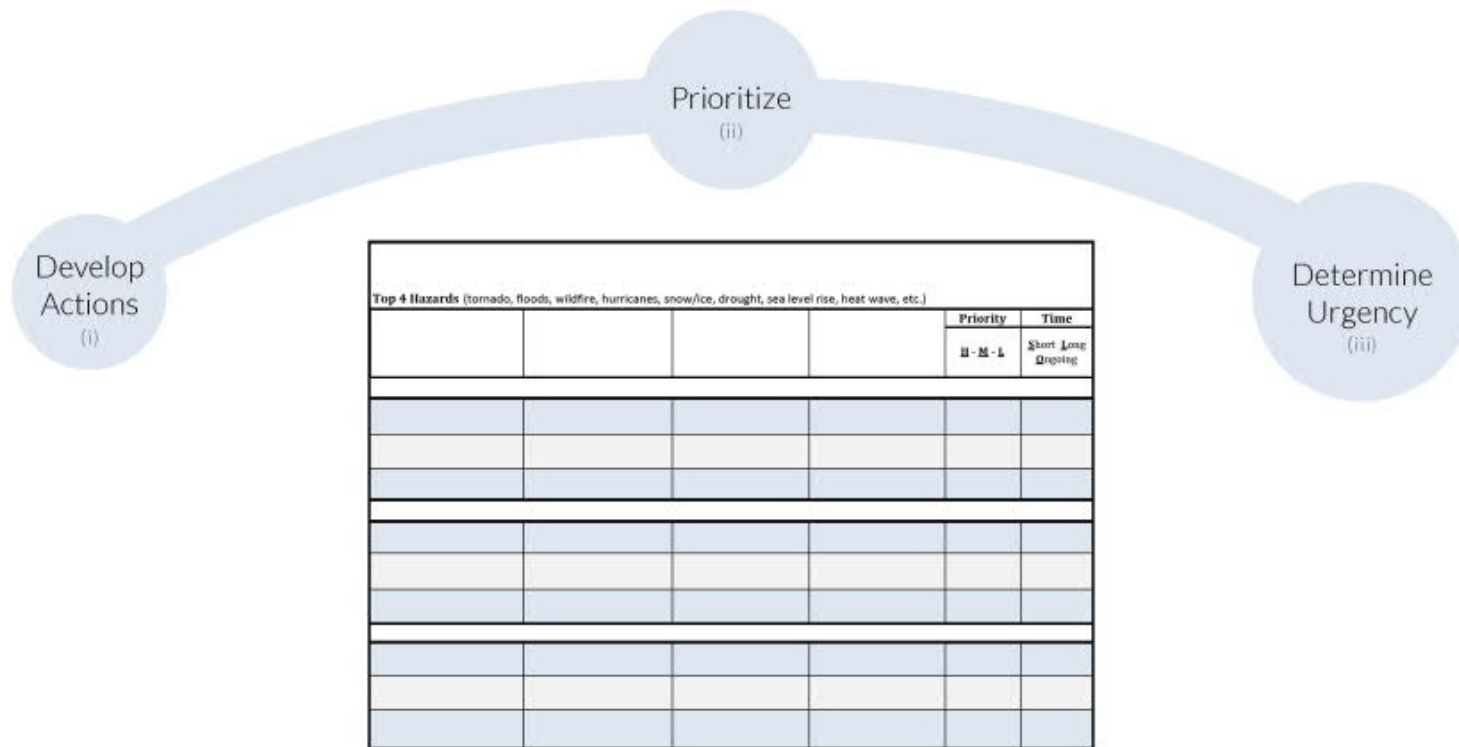 Prioritize
(ii)
Develop
Actions
(i)
Determine
Urgency
(iii)
Top 4 Hazards (tornado, floods, wildfire, hurricanes, snow/ice, drought, sea level rise, heat wave, etc.)
Priority Time
H - M - L
Short Long
Ongoing